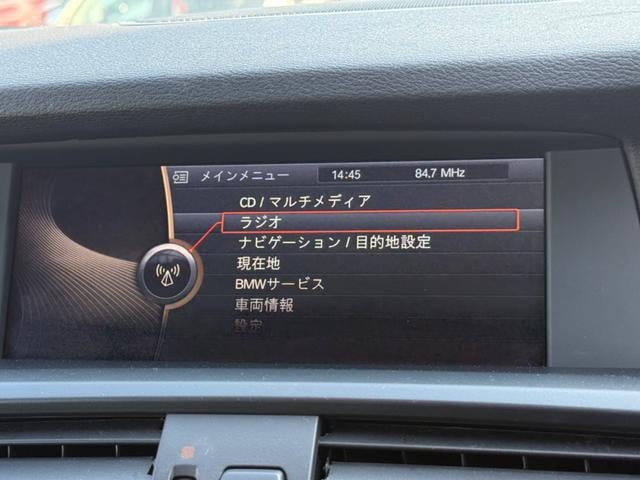 メインメニュー 14:45 84.7 MHz
CD / マルチメディア
ラジオ
ナビゲーション / 目的地設定
現在地
BMWサービス
車両情報
設定